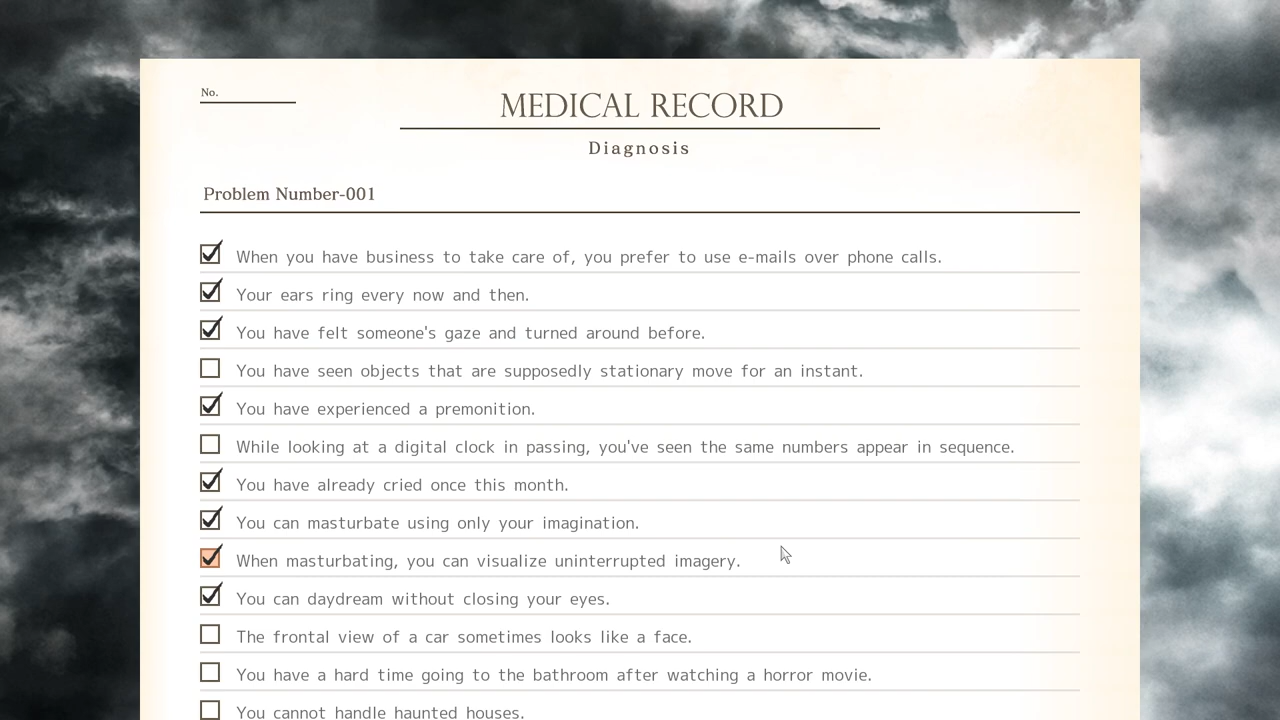 No.
MEDICAL RECORD
Diagnosis
Problem Number-001
When you have business to take care of, you prefer to use e-mails over phone calls.
Your ears ring every now and then.
You have felt someone's gaze and turned around before.
You have seen objects that are supposedly stationary move for an instant.
You have experienced a premonition.
While looking at a digital clock in passing, you've seen the same numbers appear in sequence.
You have already cried once this month.
You can masturbate using only your imagination.
When masturbating, you can visualize uninterrupted imagery.
You can daydream without closing your eyes.
The frontal view of a car sometimes looks like a face.
You have a hard time going to the bathroom after watching a horror movie.
You cannot handle haunted houses.